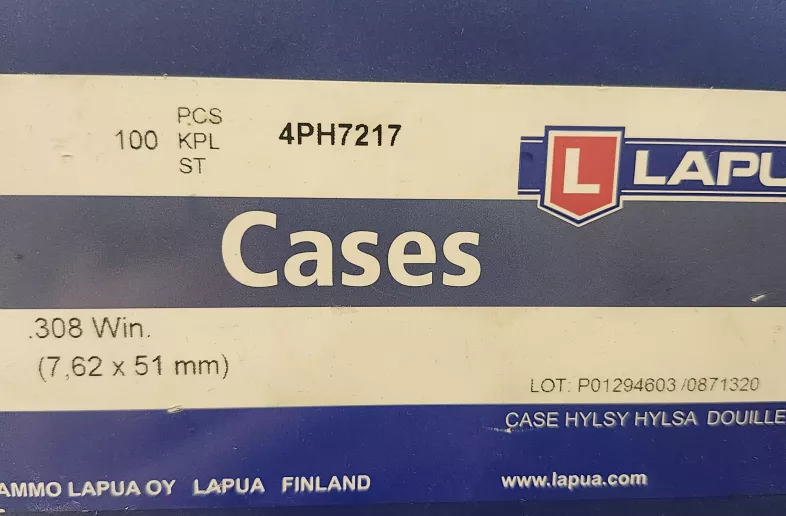 100 PCS KPL ST
4PH7217
L LAPU
Cases
.308 Win.
(7,62 x 51 mm)
LOT: P01294603 /0871320
CASE HYLSY HYLSA DOUILLE
AMMO LAPUA OY LAPUA FINLAND
www.lapua.com